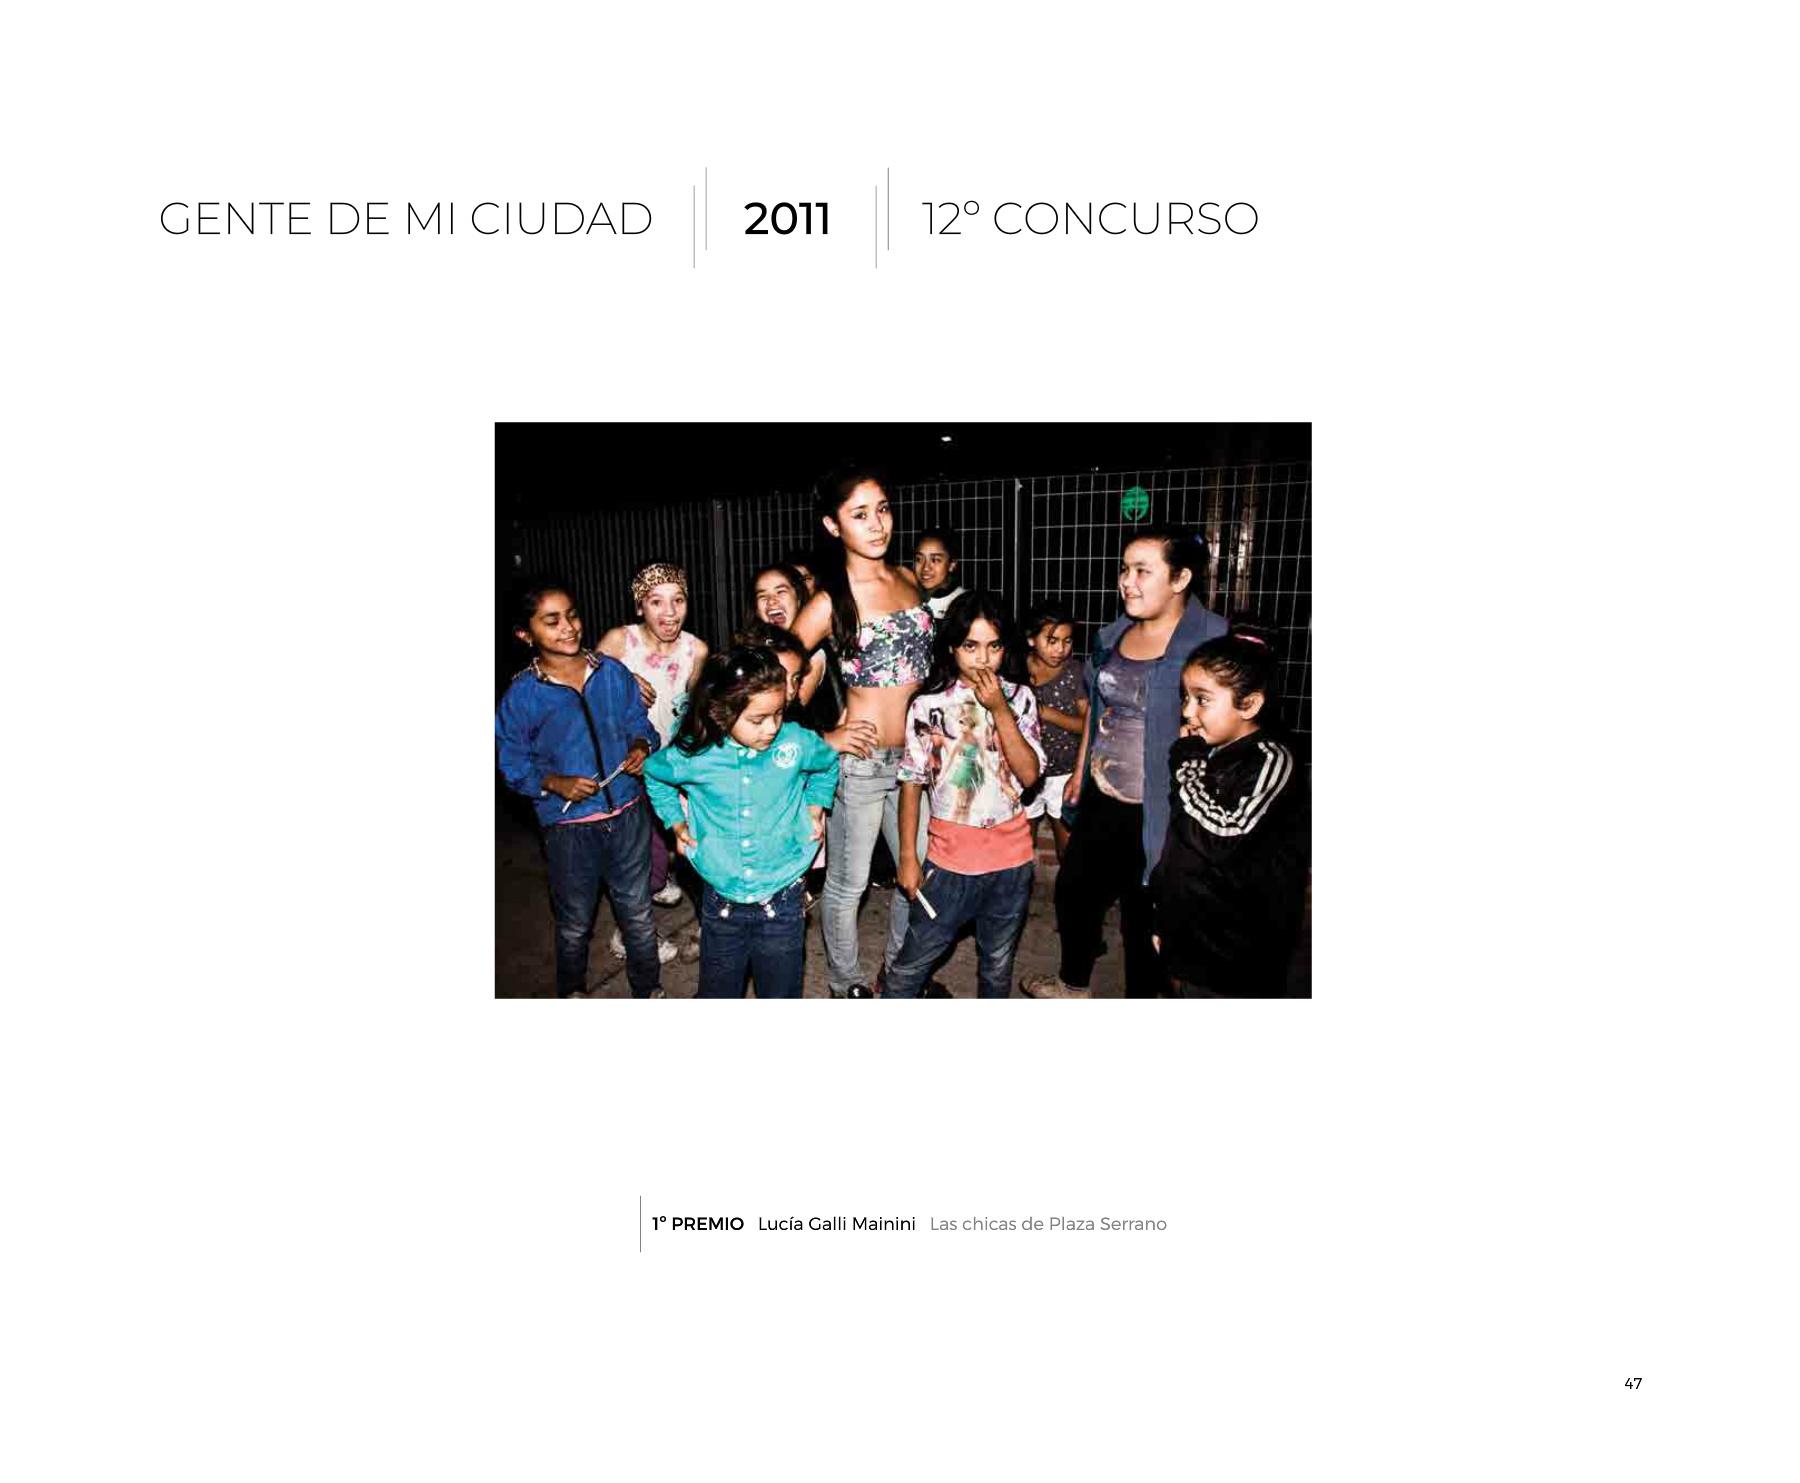 GENTE DE MI CIUDAD 2011 12º CONCURSO
1º PREMIO Lucía Galli Mainini Las chicas de Plaza Serrano
47